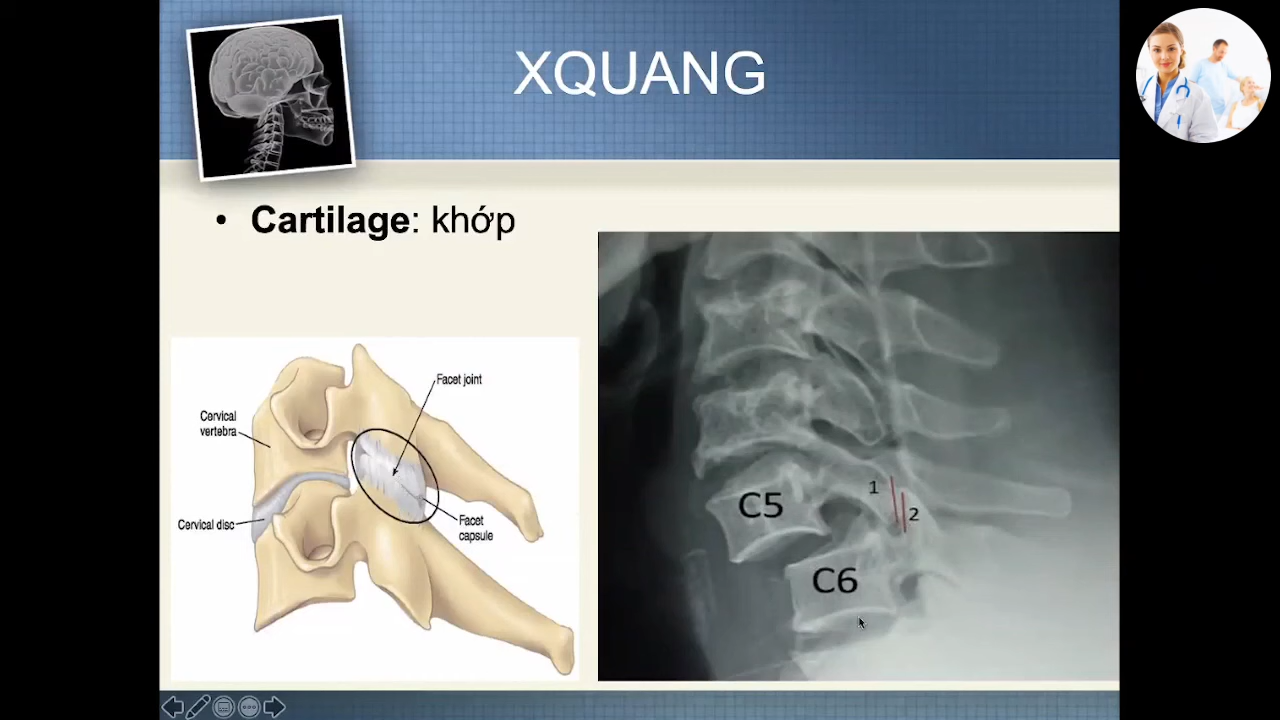 XQUANG
• Cartilage: khớp
Facet joint
Cervical
vertebra
Cervical disc
Facet
capsule
C5
1
2
C6